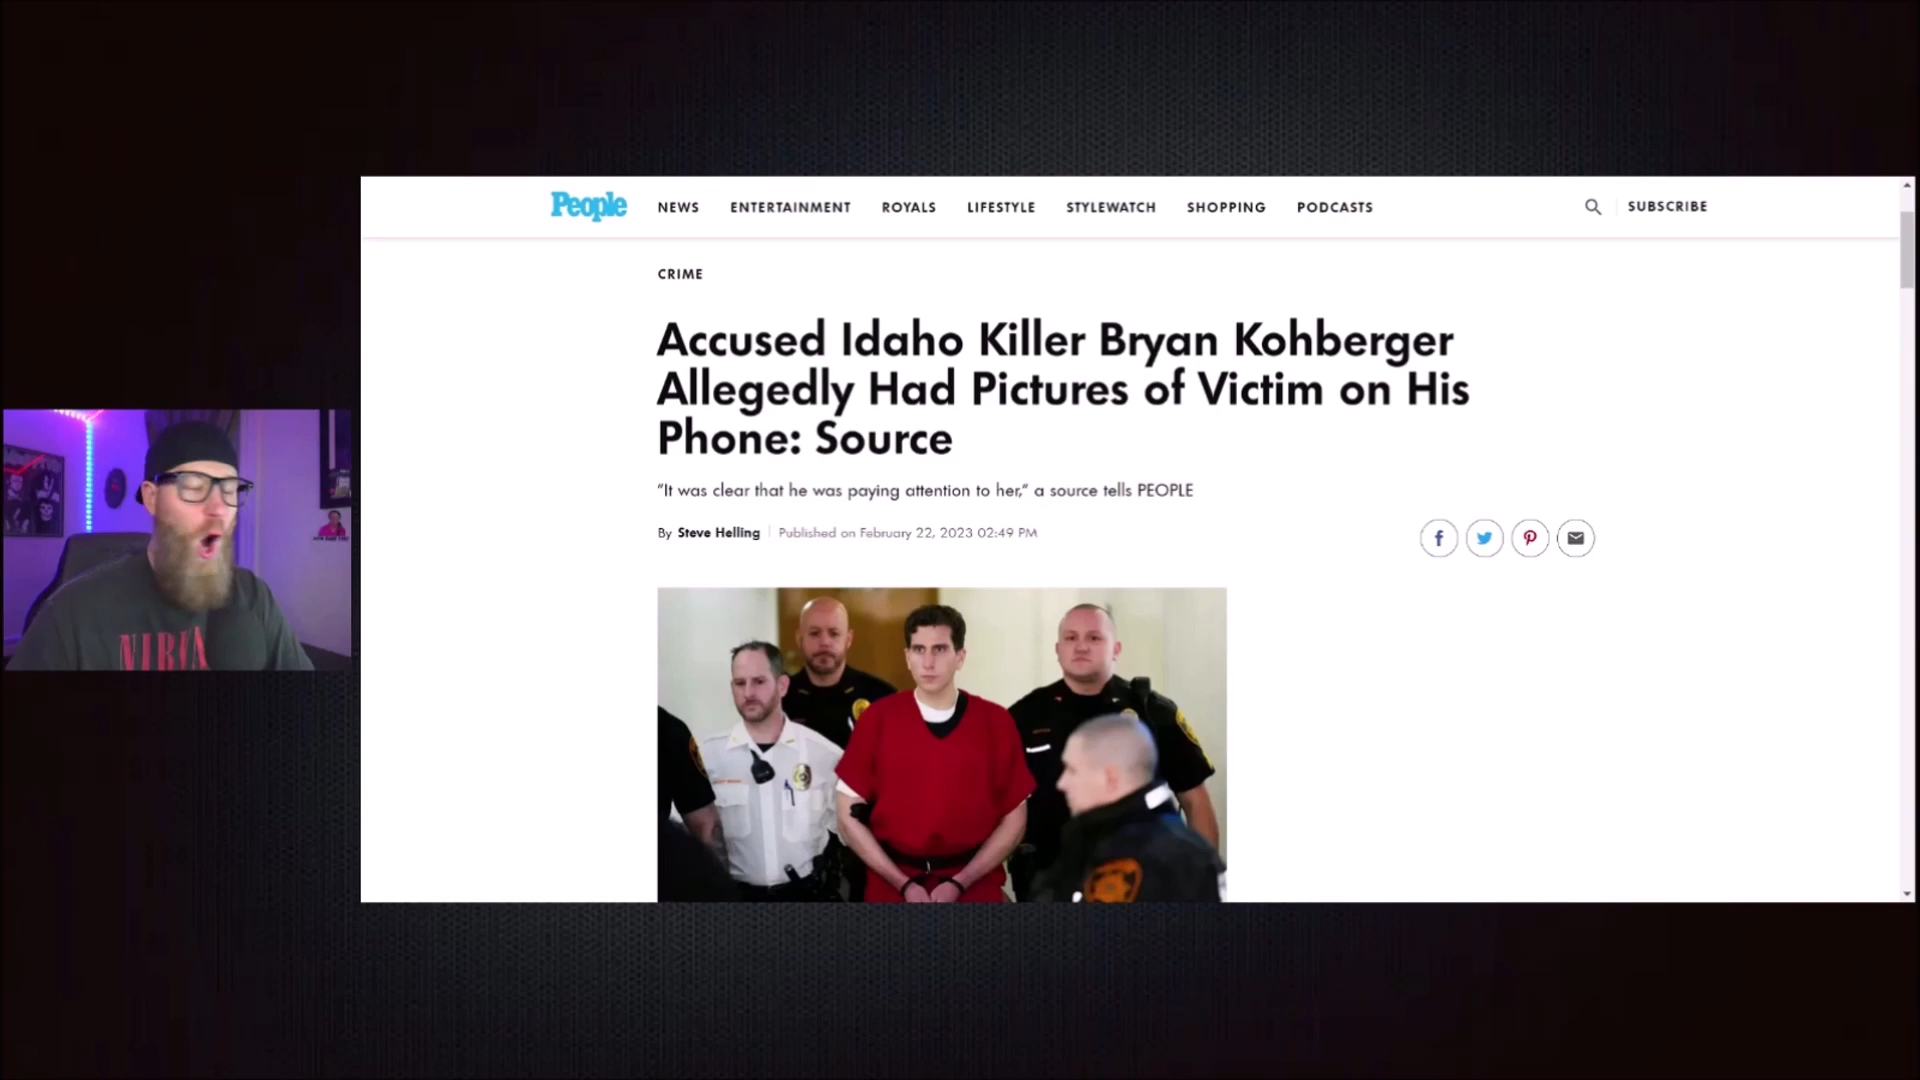 People NEWS ENTERTAINMENT ROYALS LIFESTYLE STYLEWATCH SHOPPING PODCASTS SUBSCRIBE
CRIME
Accused Idaho Killer Bryan Kohberger
Allegedly Had Pictures of Victim on His
Phone: Source
“It was clear that he was paying attention to her,” a source tells PEOPLE
By Steve Helling Published on February 22, 2023 02:49 PM